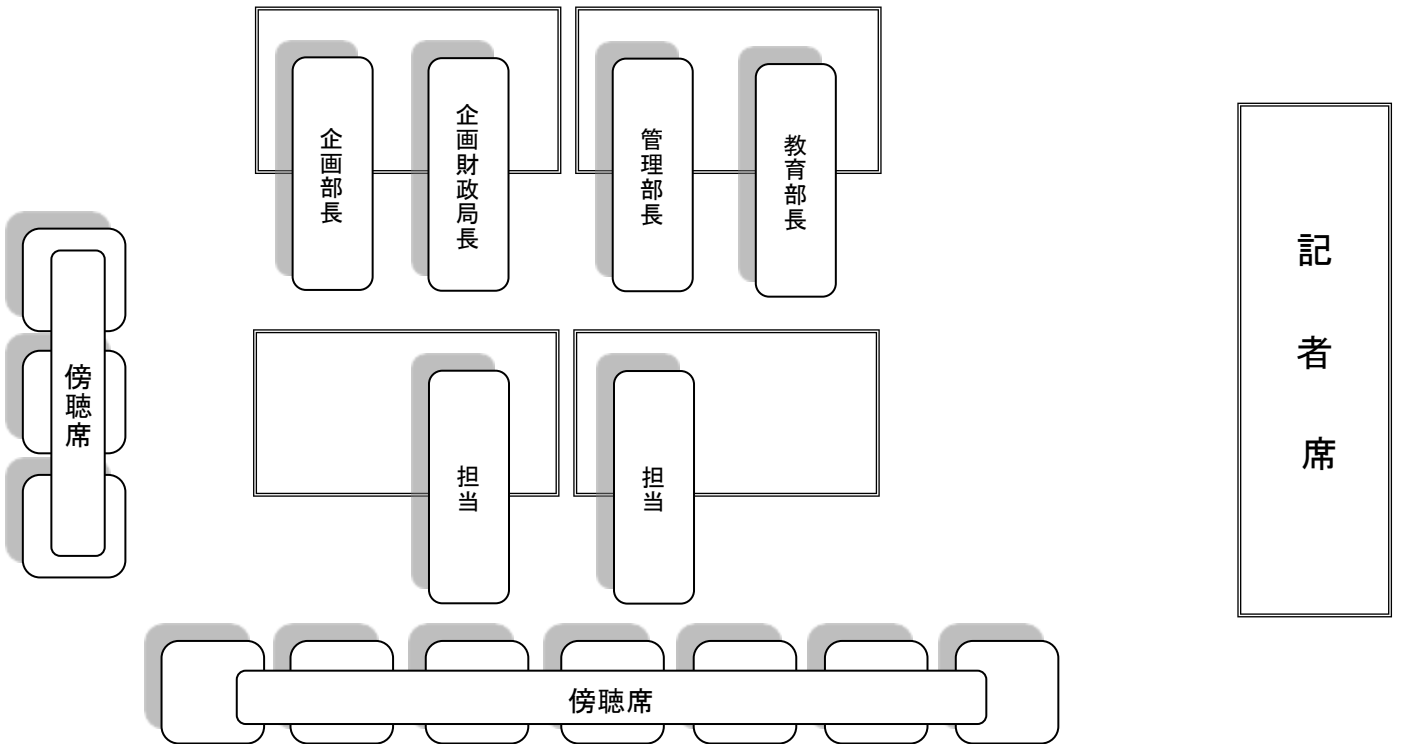 企画部長
企画財政局長
管理部長
教育部長
記者席
傍聴席
担当
担当
傍聴席